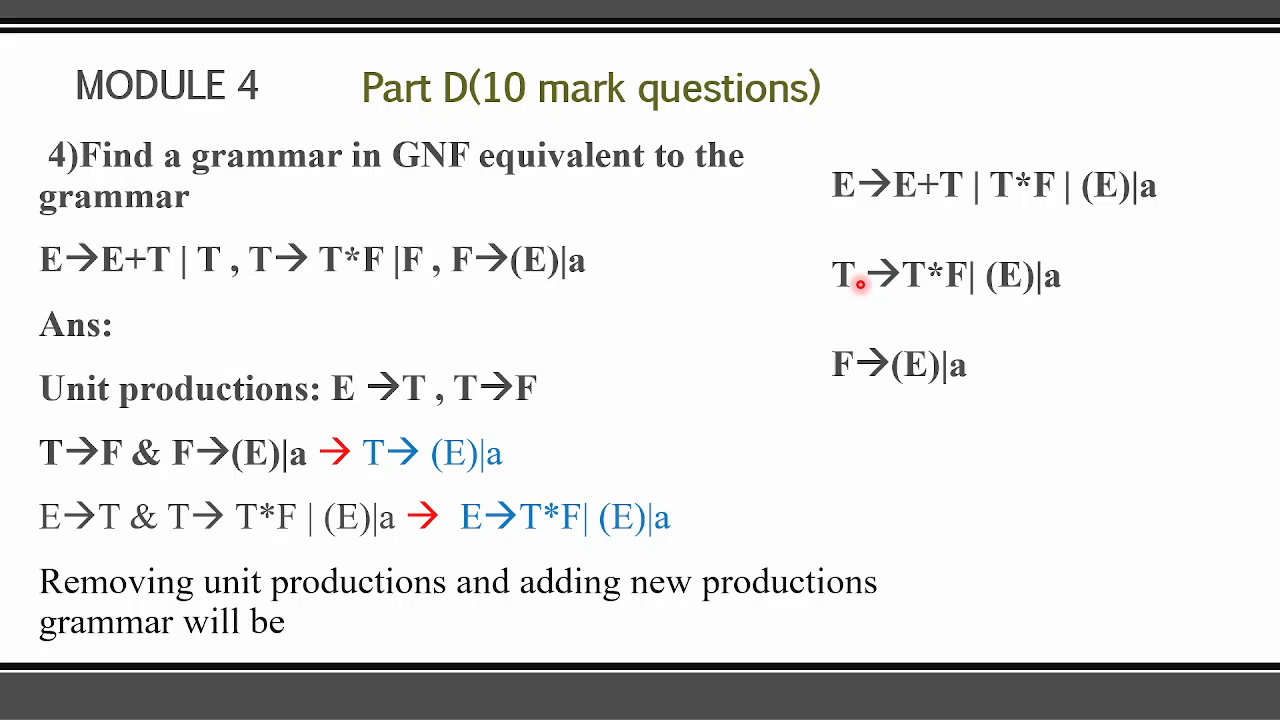 MODULE 4
Part D(10 mark questions)
4)Find a grammar in GNF equivalent to the
grammar
E→E+T | T , T→ T*F |F , F→(E)|a
Ans:
Unit productions: E →T , T→F
T→F & F→(E)|a → T→ (E)|a
E→T & T→ T*F | (E)|a → E→T*F| (E)|a
Removing unit productions and adding new productions
grammar will be
E→E+T | T*F | (E)|a
T→T*F| (E)|a
F→(E)|a